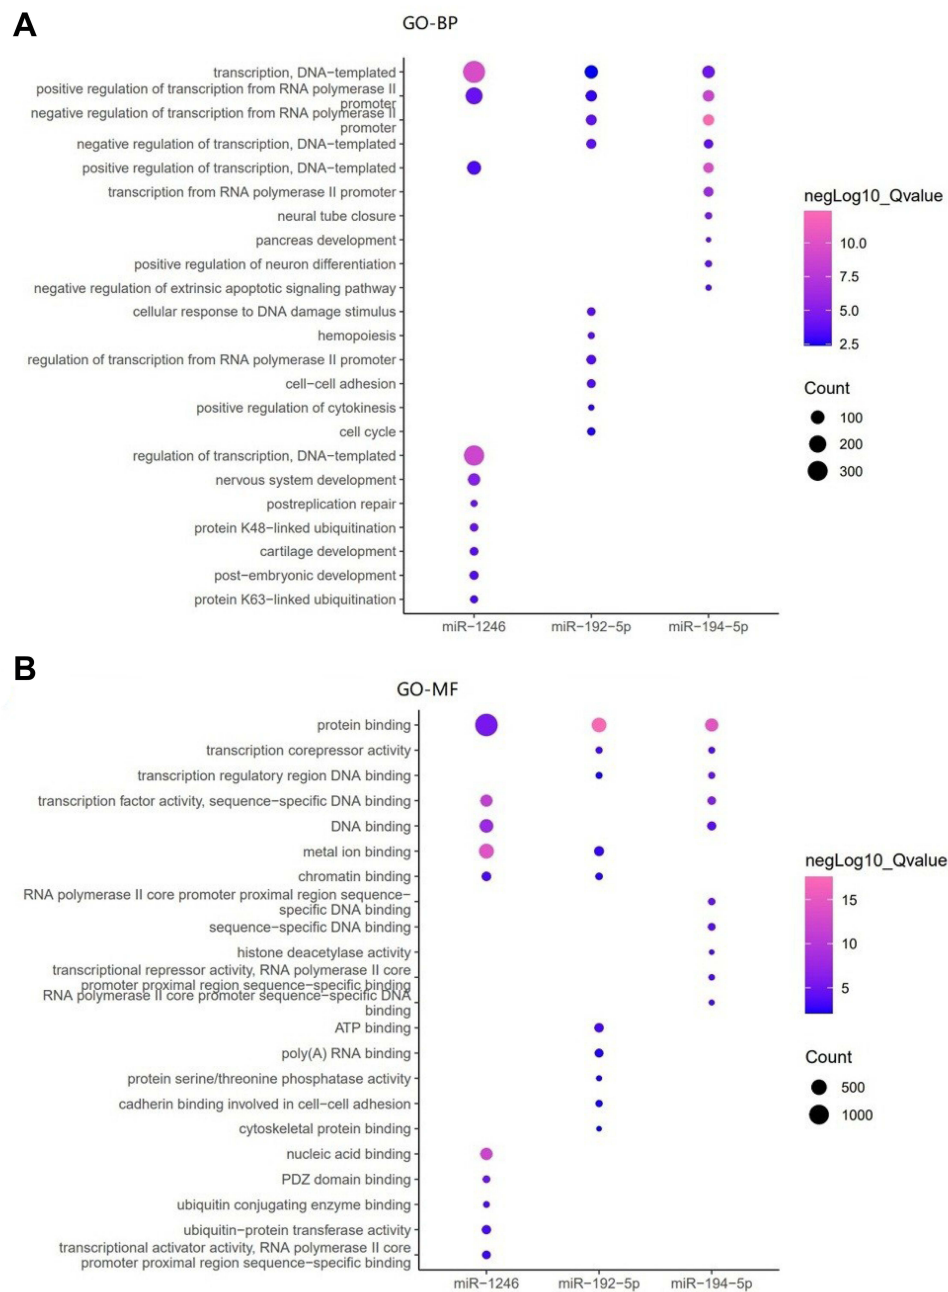 A
GO-BP
transcription, DNA−templated
positive regulation of transcription from RNA polymerase II
promoter
negative regulation of transcription from RNA polymerase II
promoter
negative regulation of transcription, DNA−templated
positive regulation of transcription, DNA−templated
transcription from RNA polymerase II promoter
neural tube closure
pancreas development
positive regulation of neuron differentiation
negative regulation of extrinsic apoptotic signaling pathway
cellular response to DNA damage stimulus
hemopoiesis
regulation of transcription from RNA polymerase II promoter
cell−cell adhesion
positive regulation of cytokinesis
cell cycle
regulation of transcription, DNA−templated
nervous system development
postreplication repair
protein K48−linked ubiquitination
cartilage development
post−embryonic development
protein K63−linked ubiquitination
miR−1246 miR−192−5p miR−194−5p
negLog10_Qvalue
10.0
7.5
5.0
2.5
Count
100
200
300
B
GO-MF
protein binding
transcription corepressor activity
transcription regulatory region DNA binding
transcription factor activity, sequence−specific DNA binding
DNA binding
metal ion binding
chromatin binding
RNA polymerase II core promoter proximal region sequence−
specific DNA binding
sequence−specific DNA binding
histone deacetylase activity
transcriptional repressor activity, RNA polymerase II core
promoter proximal region sequence−specific binding
RNA polymerase II core promoter sequence−specific DNA
binding
ATP binding
poly(A) RNA binding
protein serine/threonine phosphatase activity
cadherin binding involved in cell−cell adhesion
cytoskeletal protein binding
nucleic acid binding
PDZ domain binding
ubiquitin conjugating enzyme binding
ubiquitin−protein transferase activity
transcriptional activator activity, RNA polymerase II core
promoter proximal region sequence−specific binding
miR−1246 miR−192−5p miR−194−5p
negLog10_Qvalue
15
10
5
Count
500
1000